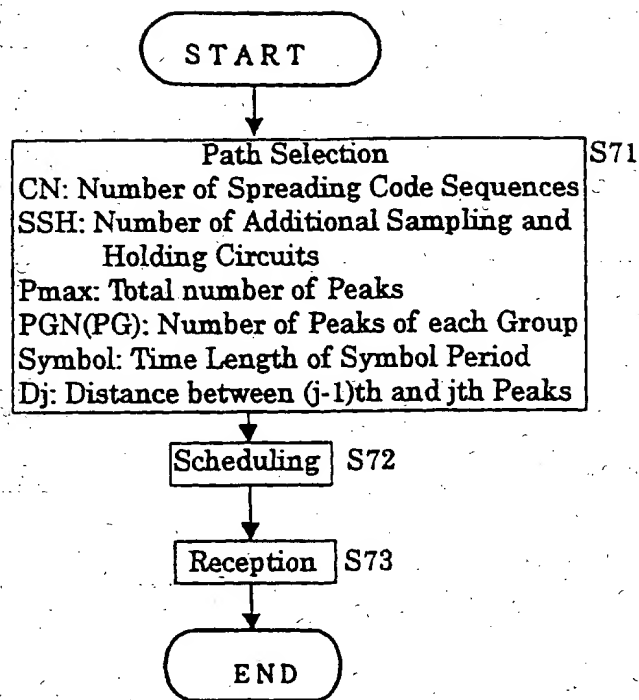 START
Path Selection S71
CN: Number of Spreading Code Sequences
SSH: Number of Additional Sampling and
Holding Circuits
Pmax: Total number of Peaks
PGN(PG): Number of Peaks of each Group
Symbol: Time Length of Symbol Period
Dj: Distance between (j-1)th and jth Peaks
Scheduling S72
Reception S73
END